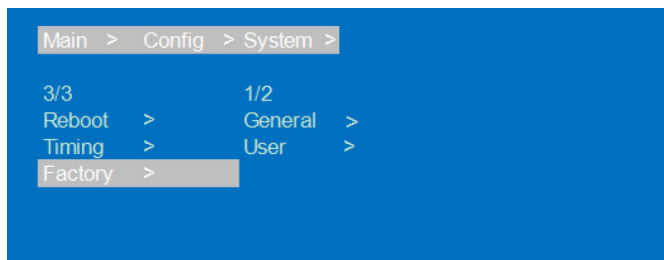 Main > Config > System >
3/3 1/2
Reboot > General >
Timing > User >
Factory >